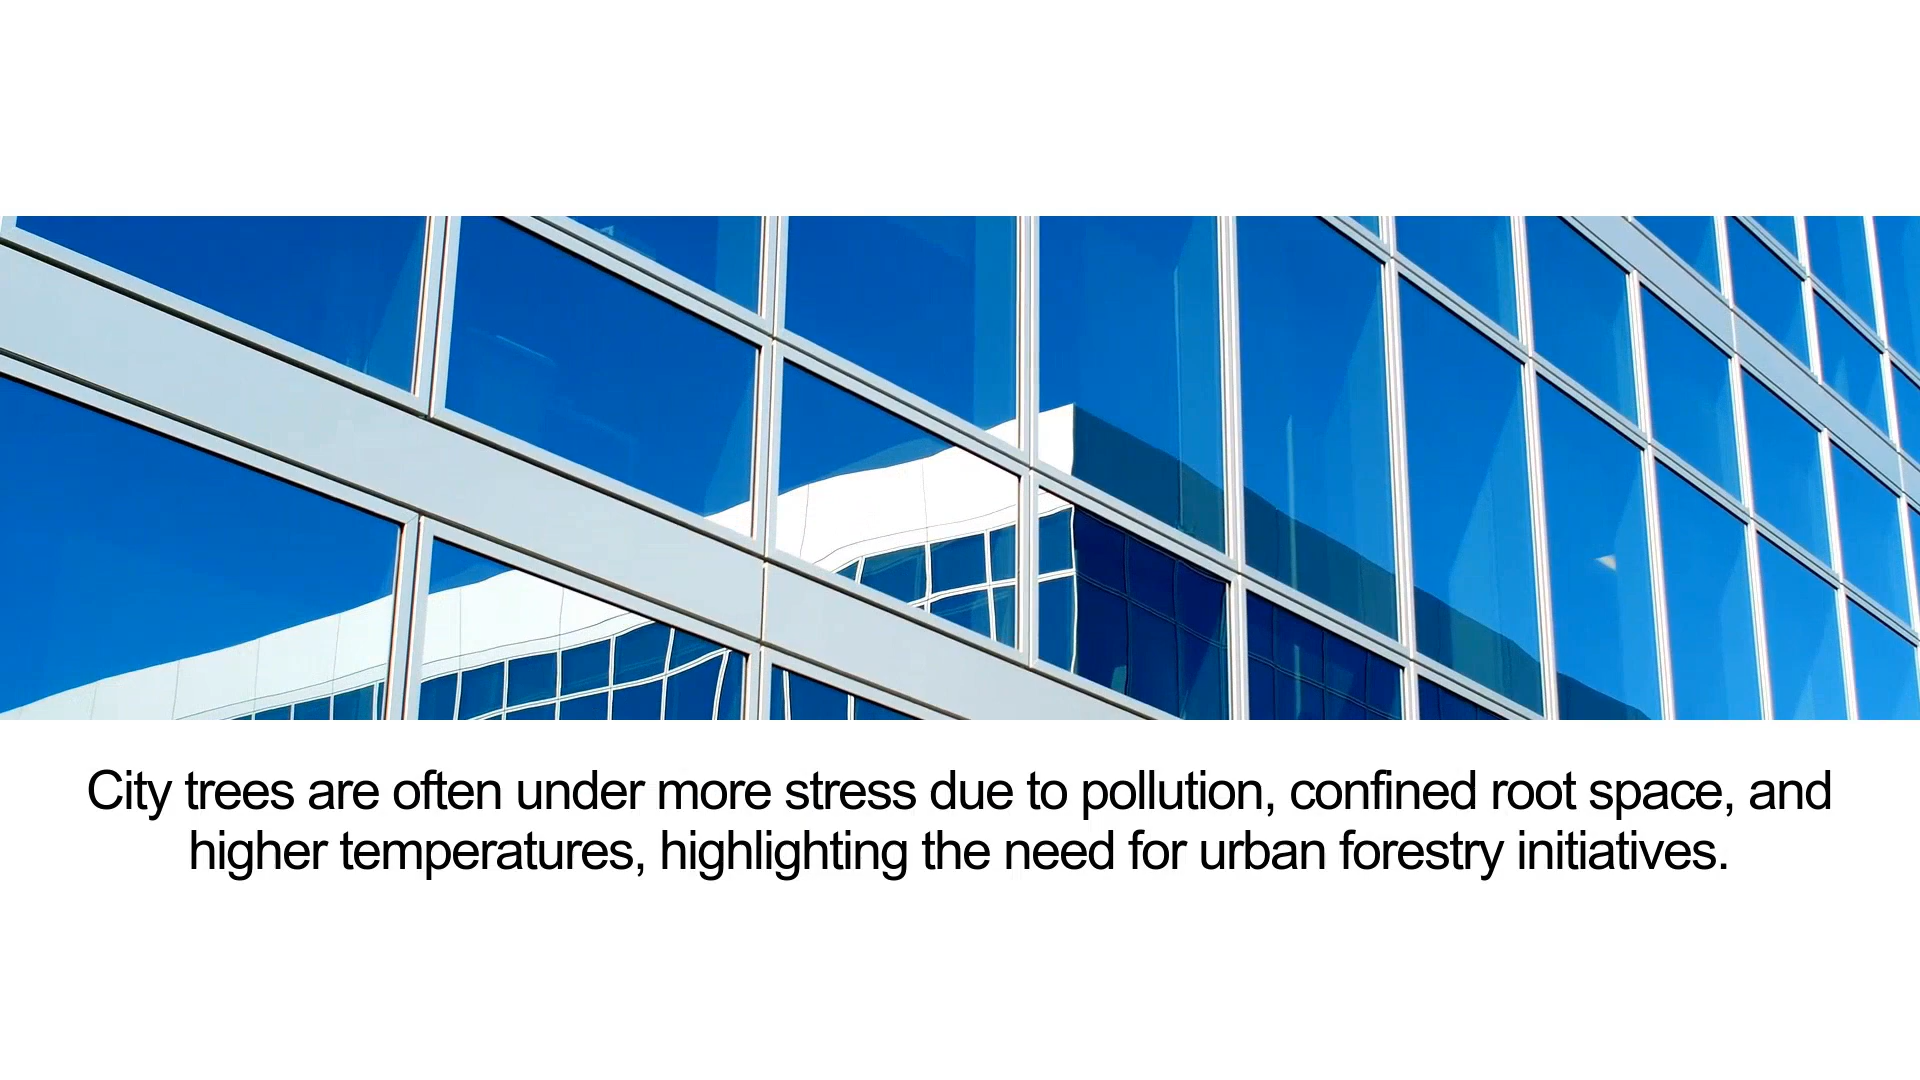 City trees are often under more stress due to pollution, confined root space, and
higher temperatures, highlighting the need for urban forestry initiatives.